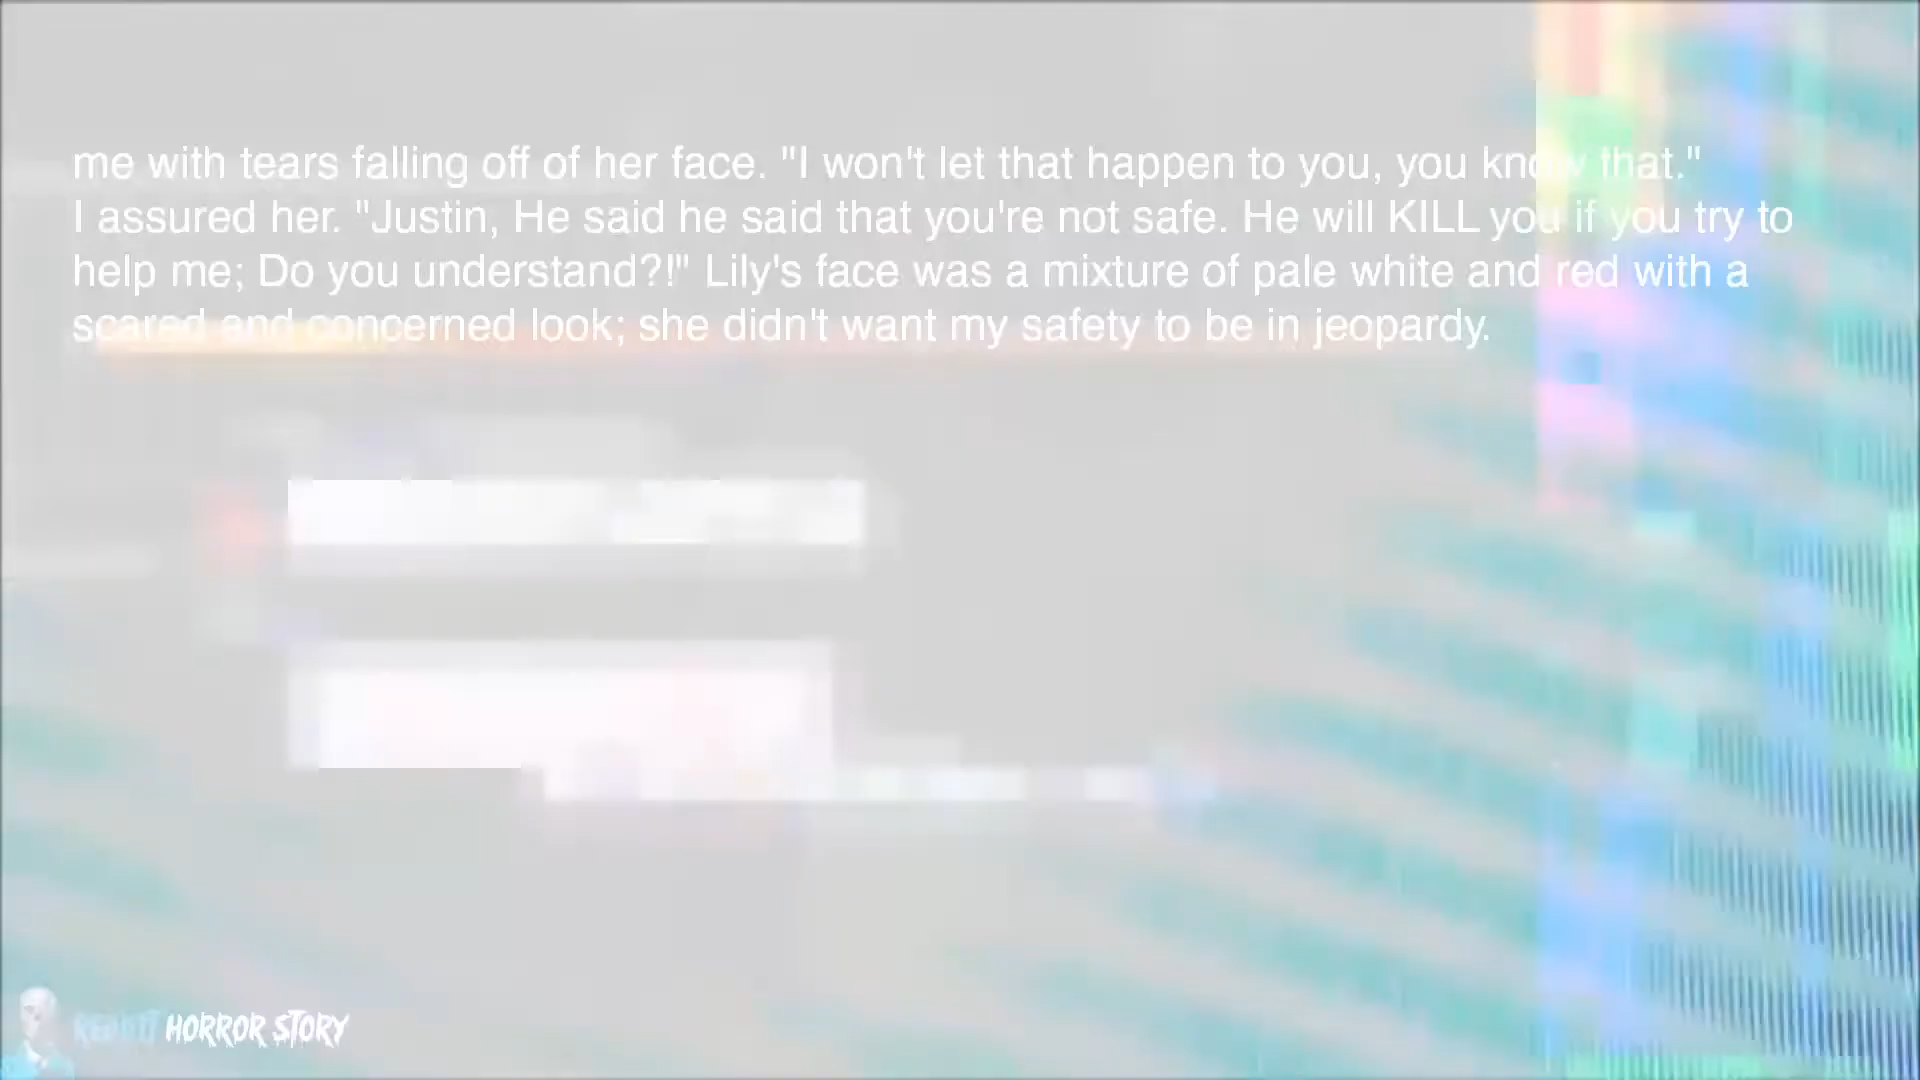 me with tears falling off of her face. "I won't let that happen to you, you know that."
I assured her. "Justin, He said he said that you're not safe. He will KILL you if you try to
help me; Do you understand?!" Lily's face was a mixture of pale white and red with a
scared and concerned look; she didn't want my safety to be in jeopardy.
REDDIT HORROR STORY